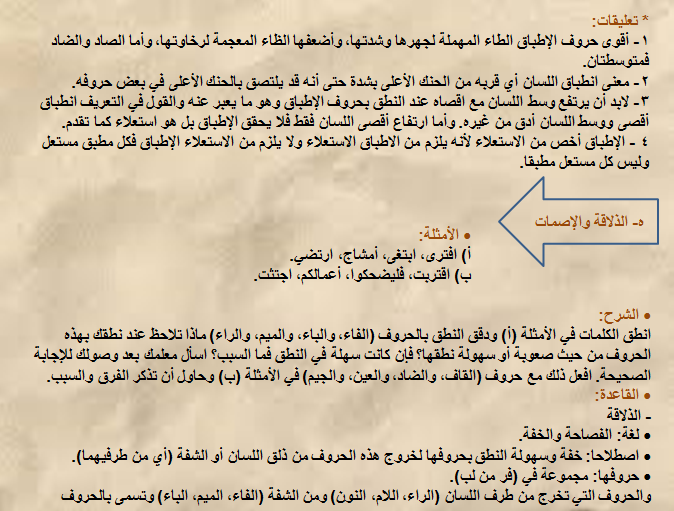 * تعليقات:
١- أقوى حروف الإطباق الطاء المهملة لجهرها وشدتها، وأضعفها الظاء المعجمة لرخاوتها، وأما الصاد والضاد
فمتوسطتان.
٢- معنى انطباق اللسان أي قربه من الحنك الأعلى بشدة حتى أنه قد يلتصق بالحنك الأعلى في بعض حروفه.
٣- لابد أن يرتفع وسط اللسان مع اقصاه عند النطق بحروف الإطباق وهو ما يعبر عنه والقول في التعريف انطباق
أقصى ووسط اللسان أدق من غيره. وأما ارتفاع أقصى اللسان فقط فلا يحقق الإطباق بل هو استعلاء كما تقدم.
٤ - الإطباق أخص من الاستعلاء لأنه يلزم من الاطباق الاستعلاء ولا يلزم من الاستعلاء الإطباق فكل مطبق مستعل
وليس كل مستعل مطبقا.
٥- الذلاقة والإصمات
• الأمثلة:
أ) افترى، ابتغى، أمشاج، ارتضي.
ب) اقتربت، فليضحكوا، أعمالكم، اجتثت.
• الشرح:
انطق الكلمات في الأمثلة (أ) ودقق النطق بالحروف (الفاء، والباء، والميم، والراء) ماذا تلاحظ عند نطقك بهذه
الحروف من حيث صعوبة أو سهولة نطقها؟ فإن كانت سهلة في النطق فما السبب؟ اسأل معلمك بعد وصولك للإجابة
الصحيحة. افعل ذلك مع حروف (القاف، والضاد، والعين، والجيم) في الأمثلة (ب) وحاول أن تذكر الفرق والسبب.
• القاعدة:
- الذلاقة
• لغة: الفصاحة والخفة.
• اصطلاحا: خفة وسهولة النطق بحروفها لخروج هذه الحروف من ذلق اللسان أو الشفة (أي من طرفيهما).
• حروفها: مجموعة في (فر من لب).
والحروف التي تخرج من طرف اللسان (الراء، اللام، النون) ومن الشفة (الفاء، الميم، الباء) وتسمى بالحروف